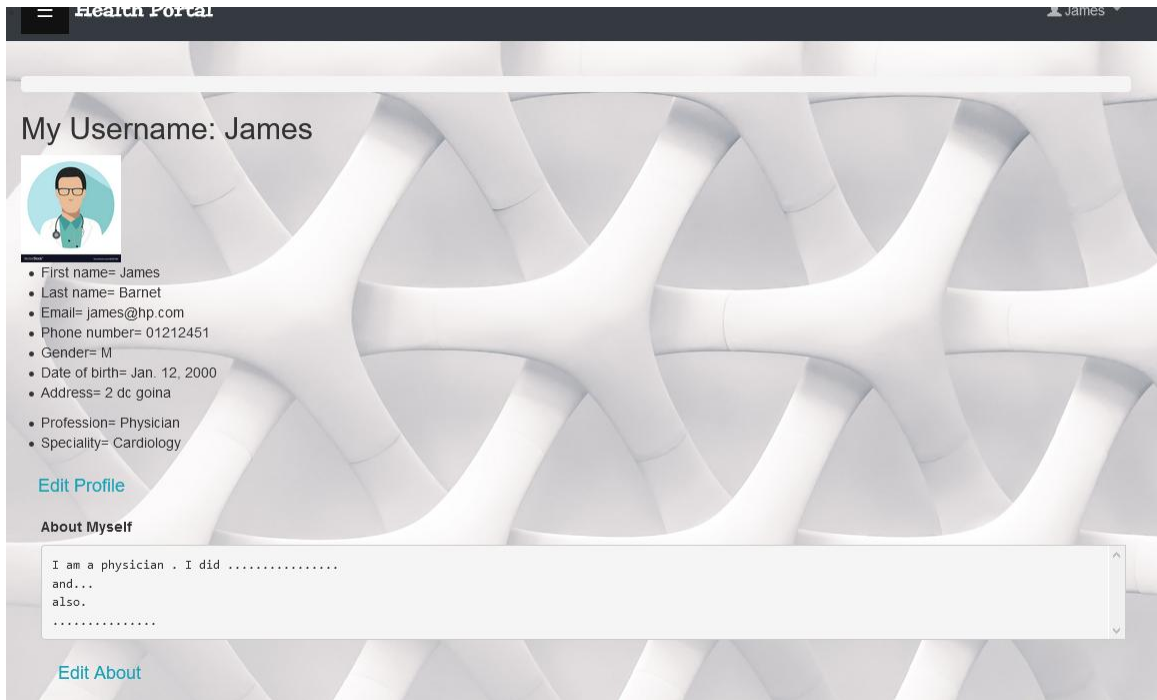 Health Portal
James
My Username: James
First name= James
Last name= Barnet
Email= james@hp.com
Phone number= 01212451
Gender= M
Date of birth= Jan. 12, 2000
Address= 2 dc goina
Profession= Physician
Speciality= Cardiology
Edit Profile
About Myself
I am a physician . I did ................
and...
also.
...............
Edit About